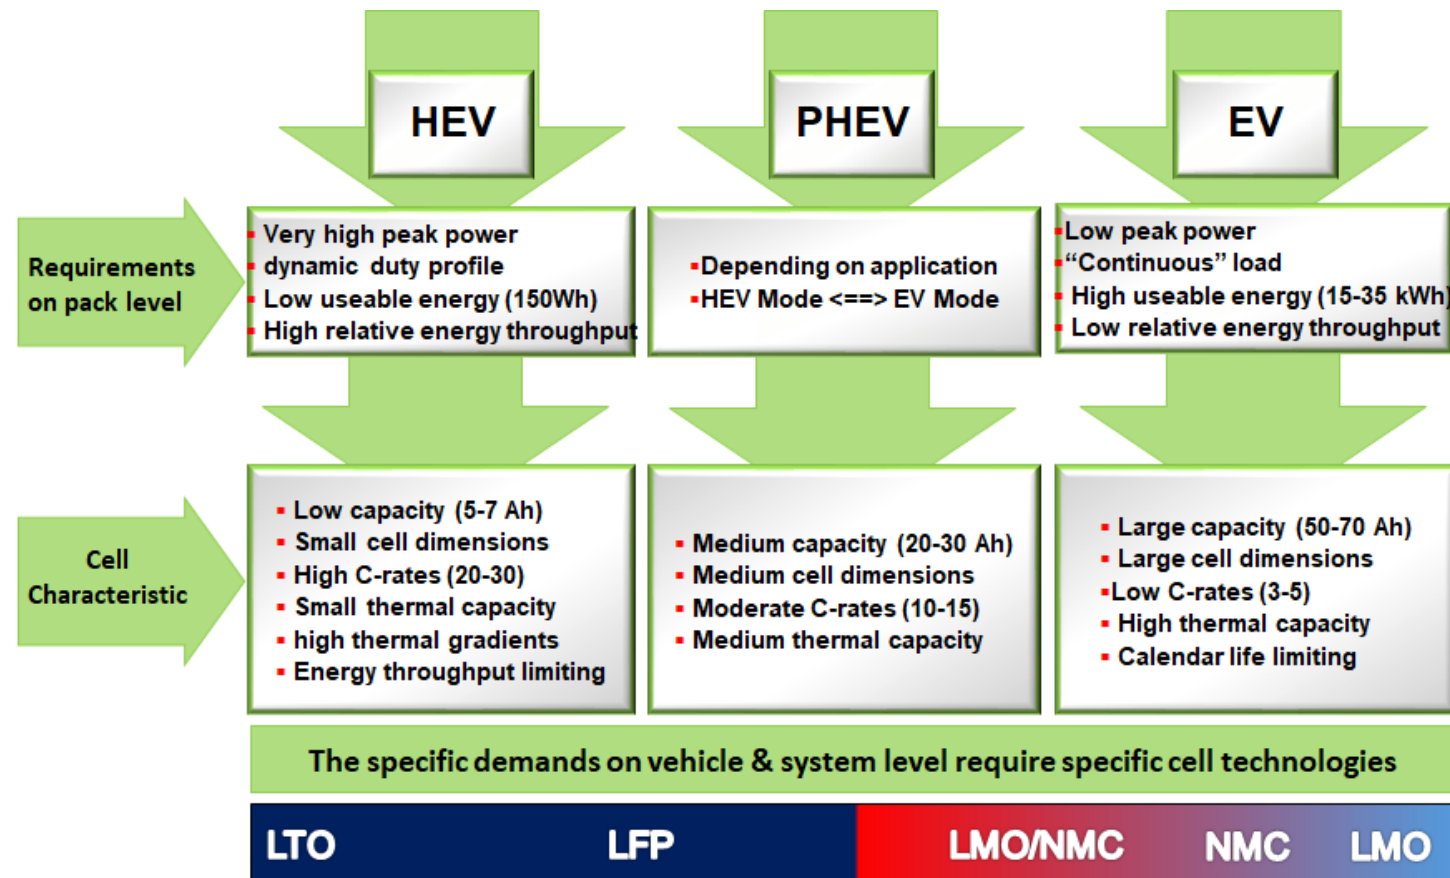 HEV
PHEV
EV
Requirements
on pack level
▪ Very high peak power
▪ dynamic duty profile
▪ Low useable energy (150Wh)
▪ High relative energy throughput
▪Depending on application
▪HEV Mode <==> EV Mode
▪Low peak power
▪“Continuous” load
▪ High useable energy (15-35 kWh)
▪ Low relative energy throughput
Cell
Characteristic
▪ Low capacity (5-7 Ah)
▪ Small cell dimensions
▪ High C-rates (20-30)
▪ Small thermal capacity
▪ high thermal gradients
▪ Energy throughput limiting
▪ Medium capacity (20-30 Ah)
▪ Medium cell dimensions
▪ Moderate C-rates (10-15)
▪ Medium thermal capacity
▪ Large capacity (50-70 Ah)
▪ Large cell dimensions
▪Low C-rates (3-5)
▪ High thermal capacity
▪ Calendar life limiting
The specific demands on vehicle & system level require specific cell technologies
LTO LFP LMO/NMC NMC LMO